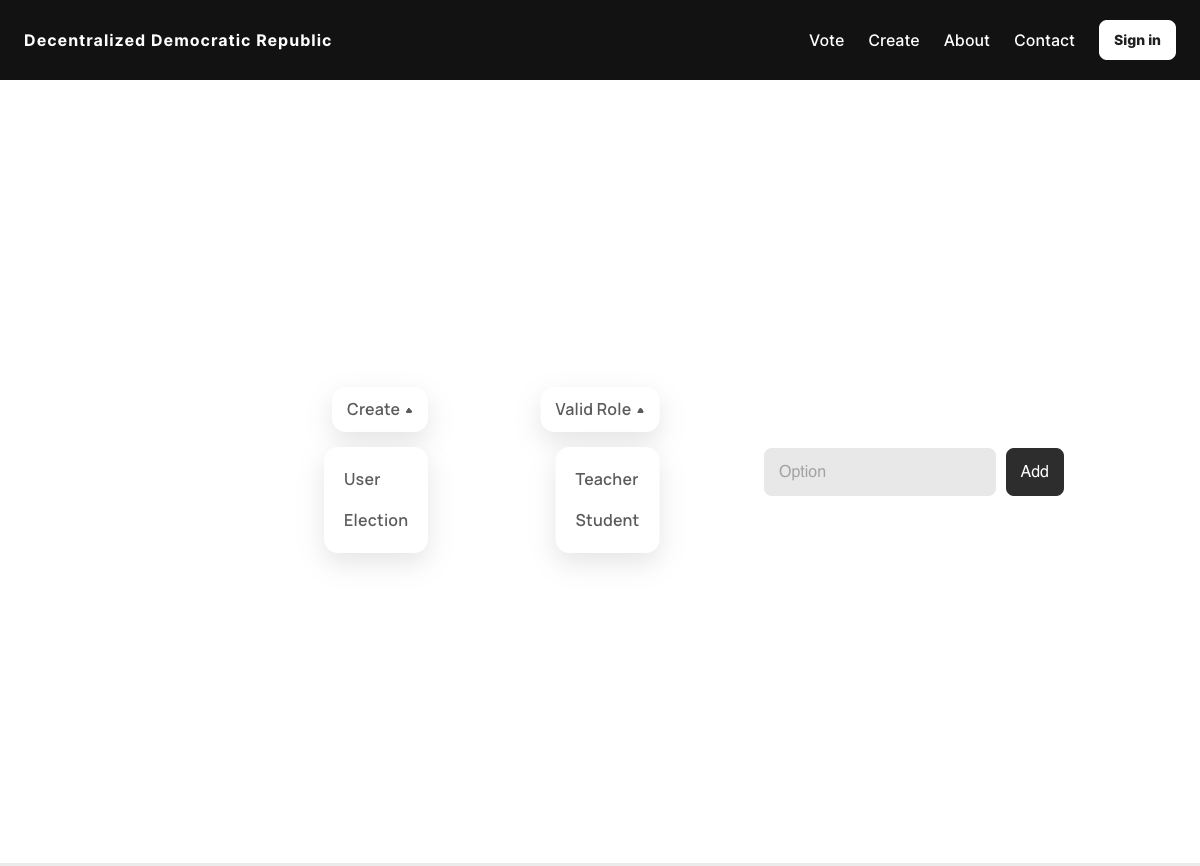 Decentralized Democratic Republic
Vote
Create
About
Contact
Sign in
Create
User
Election
Valid Role
Teacher
Student
Option
Add